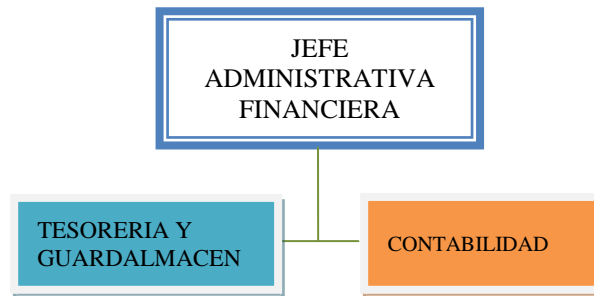 JEFE
ADMINISTRATIVA
FINANCIERA
TESORERIA Y
GUARDALMACEN
CONTABILIDAD